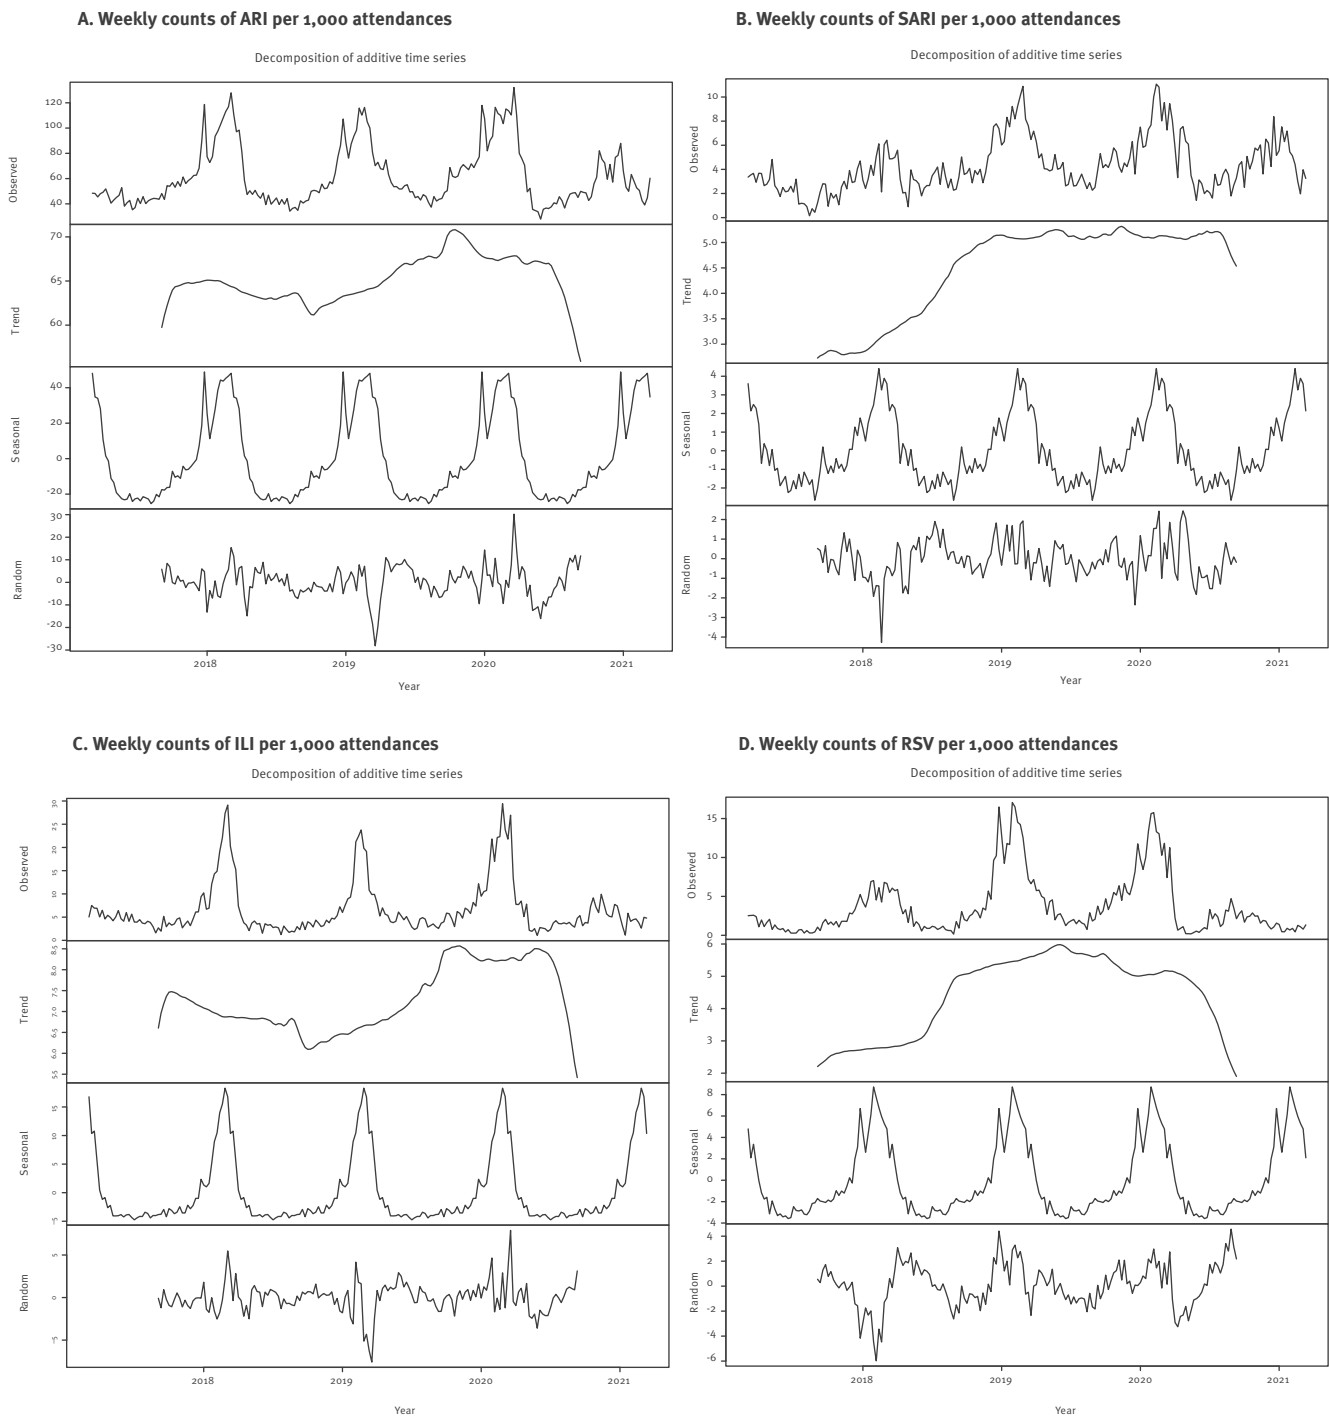 A. Weekly counts of ARI per 1,000 attendances
Decomposition of additive time series
Observed
120
100
80
60
40
Trend
70
65
60
Seasonal
40
20
0
-20
Random
30
20
10
0
-10
-20
-30
2018 2019 2020 2021
Year
B. Weekly counts of SARI per 1,000 attendances
Decomposition of additive time series
Observed
10
8
6
4
2
0
Trend
5.0
4.5
4.0
3.5
3.0
Seasonal
4
3
2
1
0
-1
-2
Random
2
1
0
-1
-2
-3
-4
2018 2019 2020 2021
Year
C. Weekly counts of ILI per 1,000 attendances
Decomposition of additive time series
Observed
30
25
20
15
10
5
0
Trend
8.5
8.0
7.5
7.0
6.5
6.0
5.5
Seasonal
15
10
5
0
-5
Random
5
0
-5
2018 2019 2020 2021
Year
D. Weekly counts of RSV per 1,000 attendances
Decomposition of additive time series
Observed
15
10
5
0
Trend
6
5
4
3
2
Seasonal
8
6
4
2
0
-2
-4
Random
4
2
0
-2
-4
-6
2018 2019 2020 2021
Year